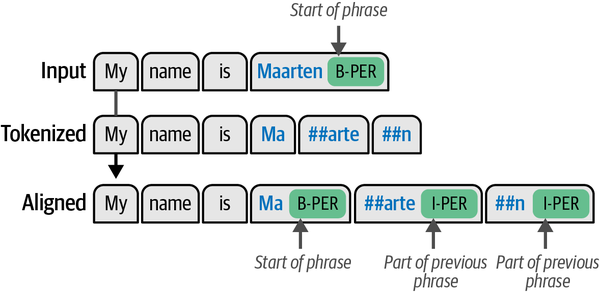 Start of phrase
Input My name is Maarten B-PER
Tokenized My name is Ma ##arte ##n
Aligned My name is Ma B-PER ##arte I-PER ##n I-PER
Start of phrase Part of previous Part of previous
phrase phrase